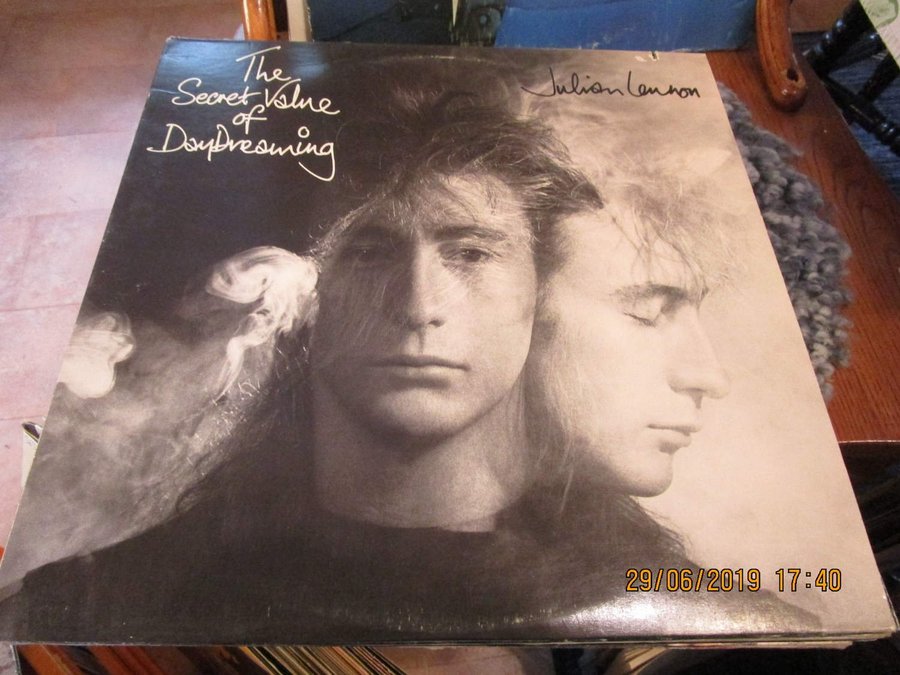 The
Secret Value
of
DayDreaming
Julian Lennon
29/06/2019 17:40